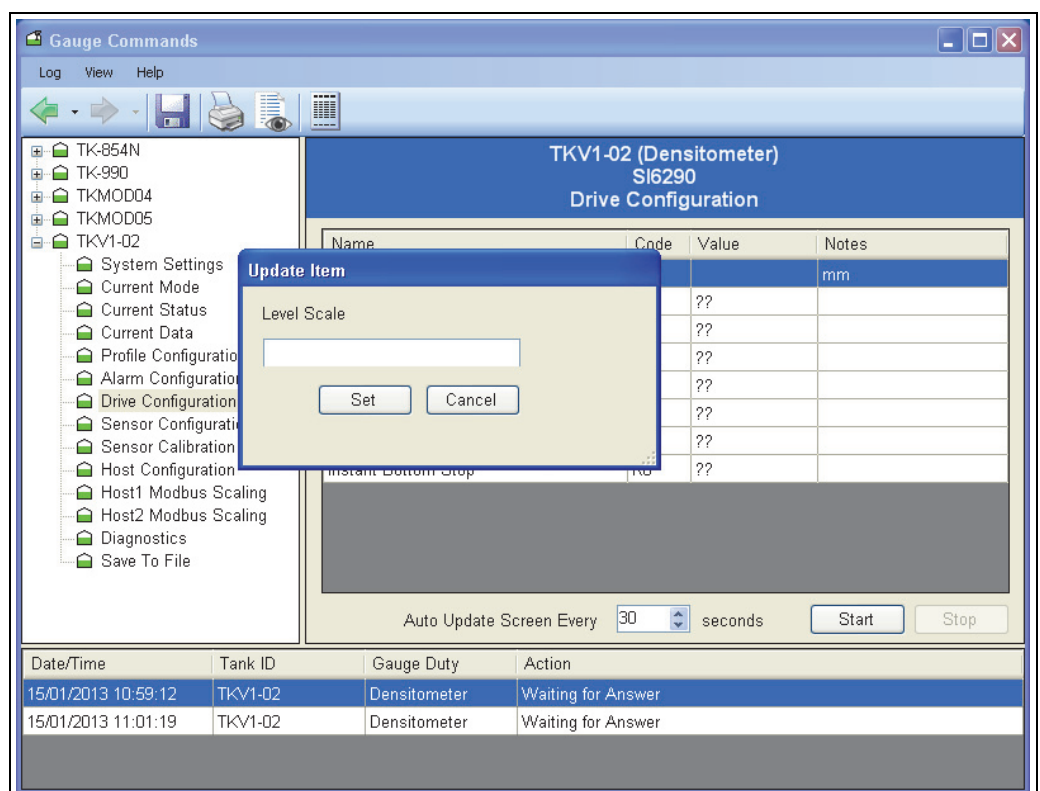 Gauge Commands
Log View Help
TK-854N
TK-990
TKMOD04
TKMOD05
TKV1-02
System Settings
Current Mode
Current Status
Current Data
Profile Configuratio
Alarm Configuration
Drive Configuration
Sensor Configurati
Sensor Calibration
Host Configuration
Host1 Modbus Scaling
Host2 Modbus Scaling
Diagnostics
Save To File
TKV1-02 (Densitometer)
SI6290
Drive Configuration
Name Code Value Notes
mm
??
??
??
??
??
??
Instant Bottom Stop ??
Update Item
Level Scale
Set Cancel
Auto Update Screen Every 30 seconds Start Stop
Date/Time Tank ID Gauge Duty Action
15/01/2013 10:59:12 TKV1-02 Densitometer Waiting for Answer
15/01/2013 11:01:19 TKV1-02 Densitometer Waiting for Answer